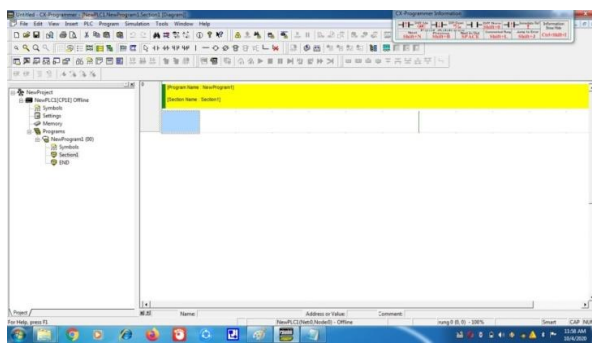 Untitled - CX-Programmer - [NewPLC1.NewProgram1.Section1 [Diagram]]
CX-Programmer Information
File Edit View Insert PLC Program Simulation Tools Window Help
NewProject
NewPLC1[CP1E] Offline
Symbols
Settings
Memory
Programs
NewProgram1 (00)
Symbols
Section1
END
0
[Program Name : NewProgram1]
[Section Name : Section1]
Project
Name:
Address or Value:
Comment:
For Help, press F1
NewPLC1(Net:0,Node:0) - Offline
rung 0 (0, 0) - 100%
Smart
CAP
NUM
11:58 AM
10/4/2020